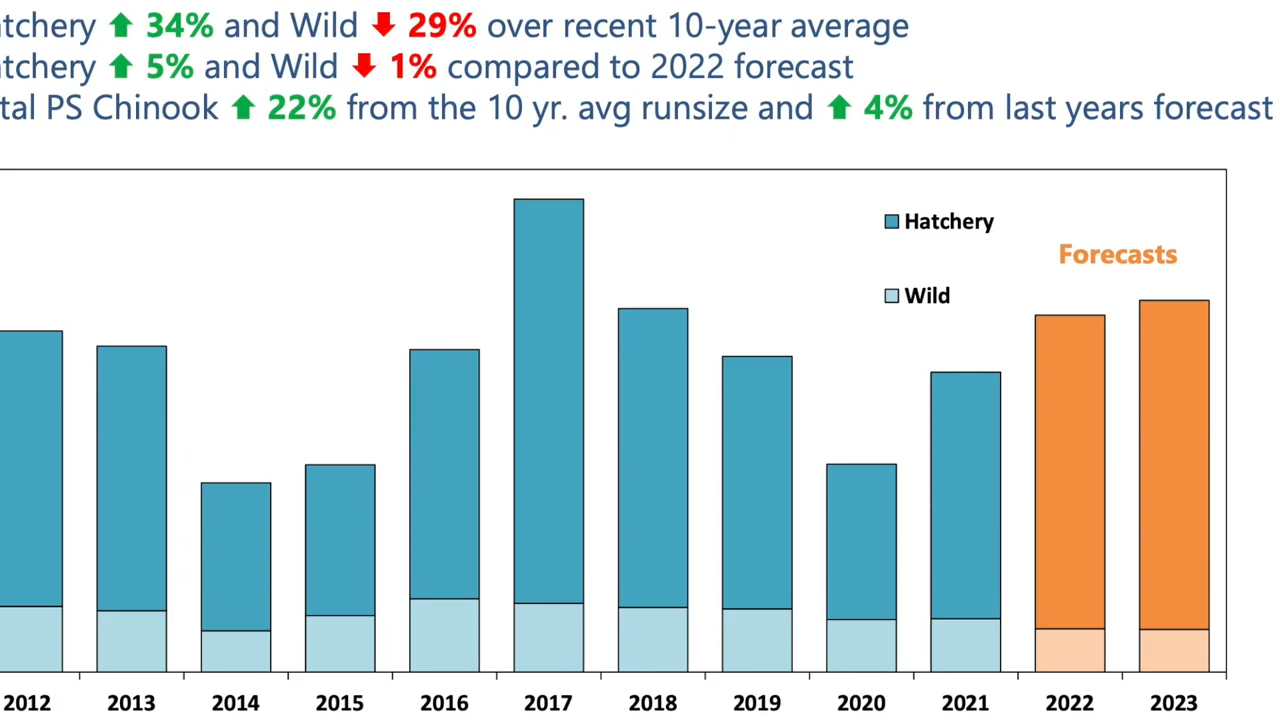 tchery ⬆ 34% and Wild ⬇ 29% over recent 10-year average
tchery ⬆ 5% and Wild ⬇ 1% compared to 2022 forecast
tal PS Chinook ⬆ 22% from the 10 yr. avg runsize and ⬆ 4% from last years forecast
Hatchery
Forecasts
Wild
2012 2013 2014 2015 2016 2017 2018 2019 2020 2021 2022 2023